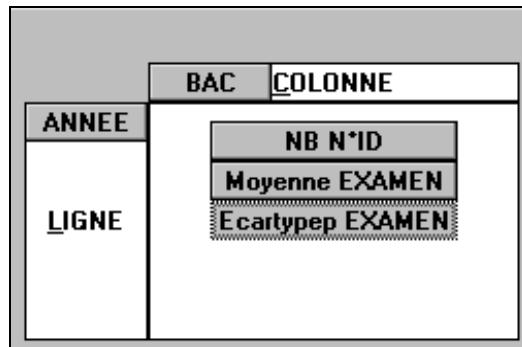 BAC COLONNE
ANNEE
NB N°ID
Moyenne EXAMEN
LIGNE
Ecartypep EXAMEN